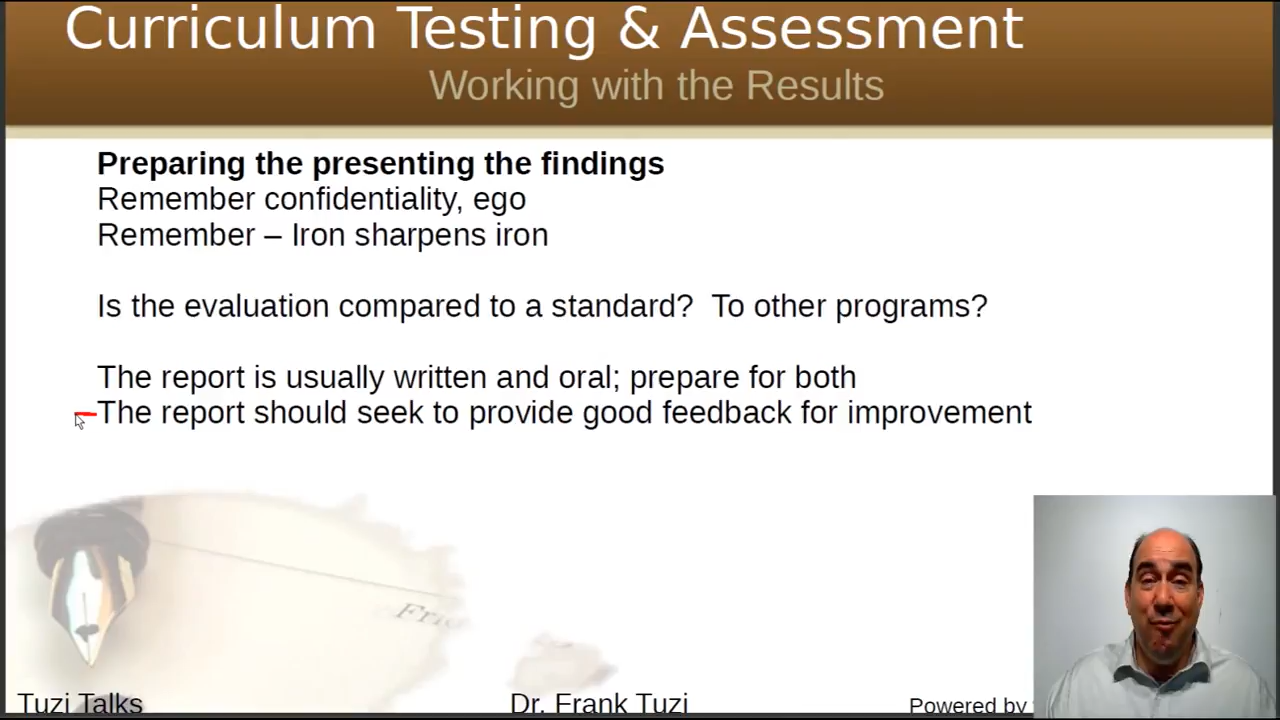 Curriculum Testing & Assessment
Working with the Results
Preparing the presenting the findings
Remember confidentiality, ego
Remember – Iron sharpens iron
Is the evaluation compared to a standard?  To other programs?
The report is usually written and oral; prepare for both
The report should seek to provide good feedback for improvement
Tuzi Talks
Dr. Frank Tuzi
Powered by